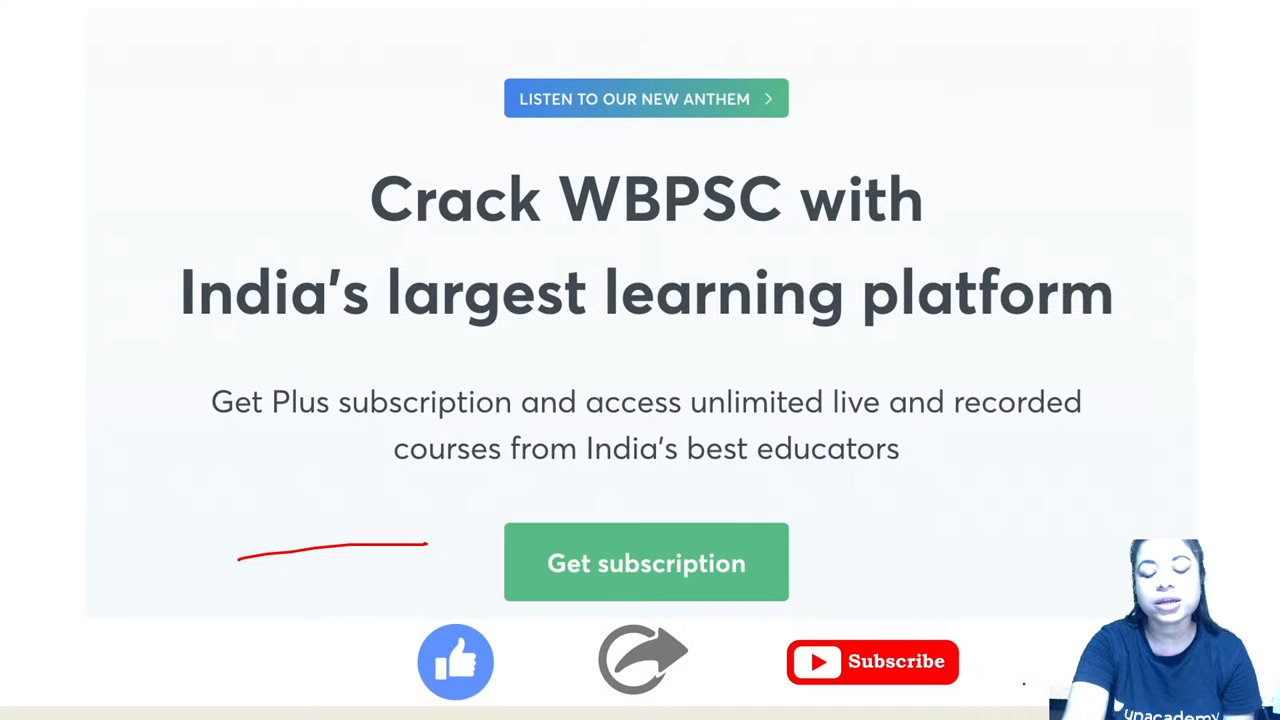 LISTEN TO OUR NEW ANTHEM
Crack WBPSC with
India's largest learning platform
Get Plus subscription and access unlimited live and recorded
courses from India's best educators
Get subscription
Subscribe
unacademy